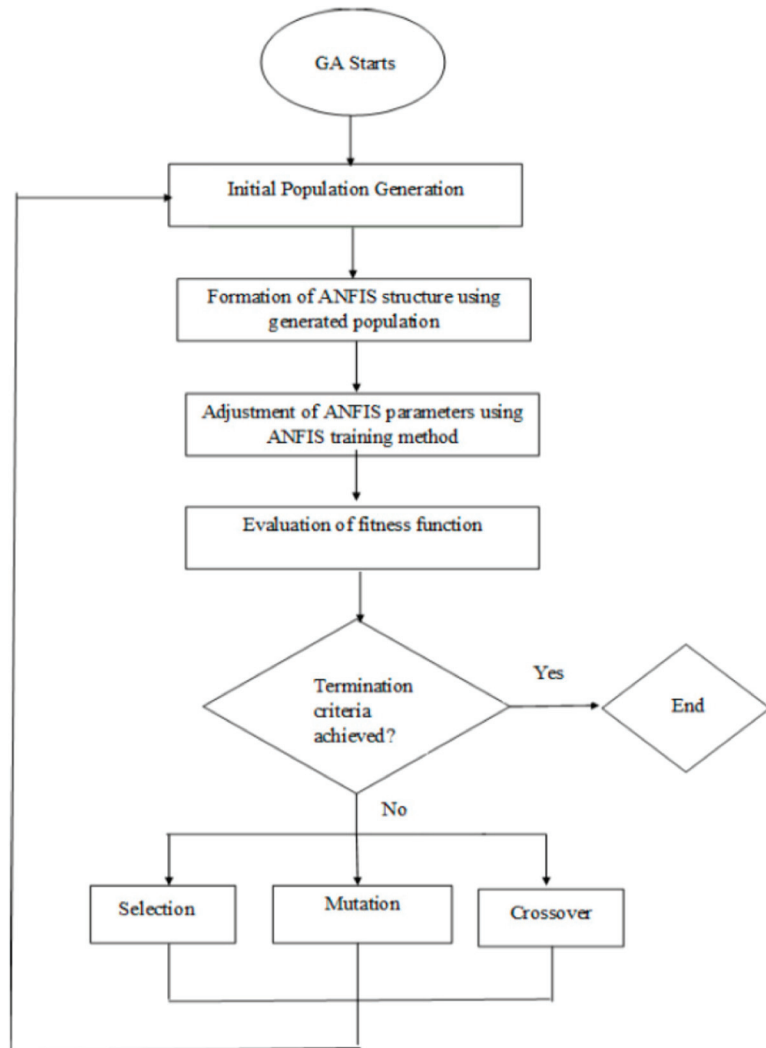 GA Starts
Initial Population Generation
Formation of ANFIS structure using
generated population
Adjustment of ANFIS parameters using
ANFIS training method
Evaluation of fitness function
Termination
criteria
achieved?
Yes
End
No
Selection
Mutation
Crossover